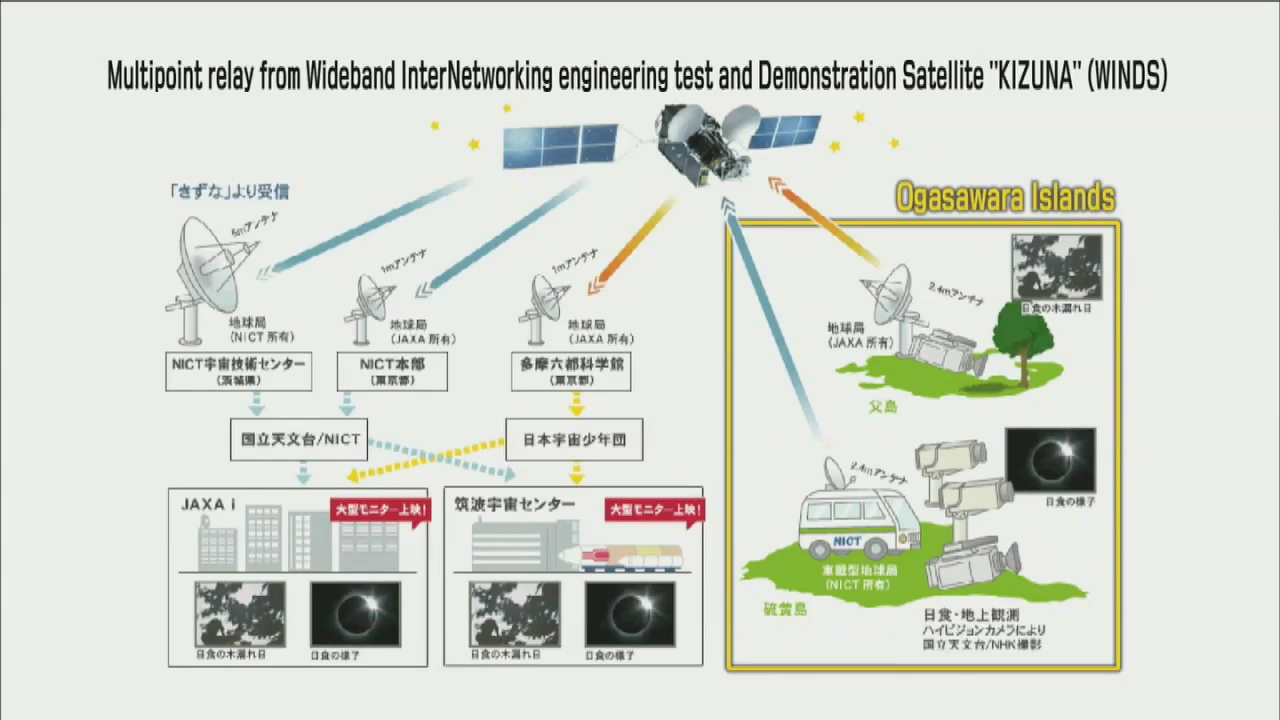 Multipoint relay from Wideband InterNetworking engineering test and Demonstration Satellite "KIZUNA" (WINDS)
「きずな」より受信
Ogasawara Islands
5mアンテナ
1mアンテナ
1mアンテナ
2.4mアンテナ
日食の木漏れ日
地球局
(NICT所有)
地球局
(JAXA所有)
地球局
(JAXA所有)
地球局
(JAXA所有)
NICT宇宙技術センター
(茨城県)
NICT本部
(東京都)
多摩六都科学館
(東京都)
父島
国立天文台/NICT
日本宇宙少年団
2.4mアンテナ
日食の様子
JAXA i
大型モニター上映!
筑波宇宙センター
大型モニター上映!
NICT
車載型地球局
(NICT所有)
硫黄島
日食・地上観測
ハイビジョンカメラにより
国立天文台/NHK撮影
日食の木漏れ日
日食の様子
日食の木漏れ日
日食の様子